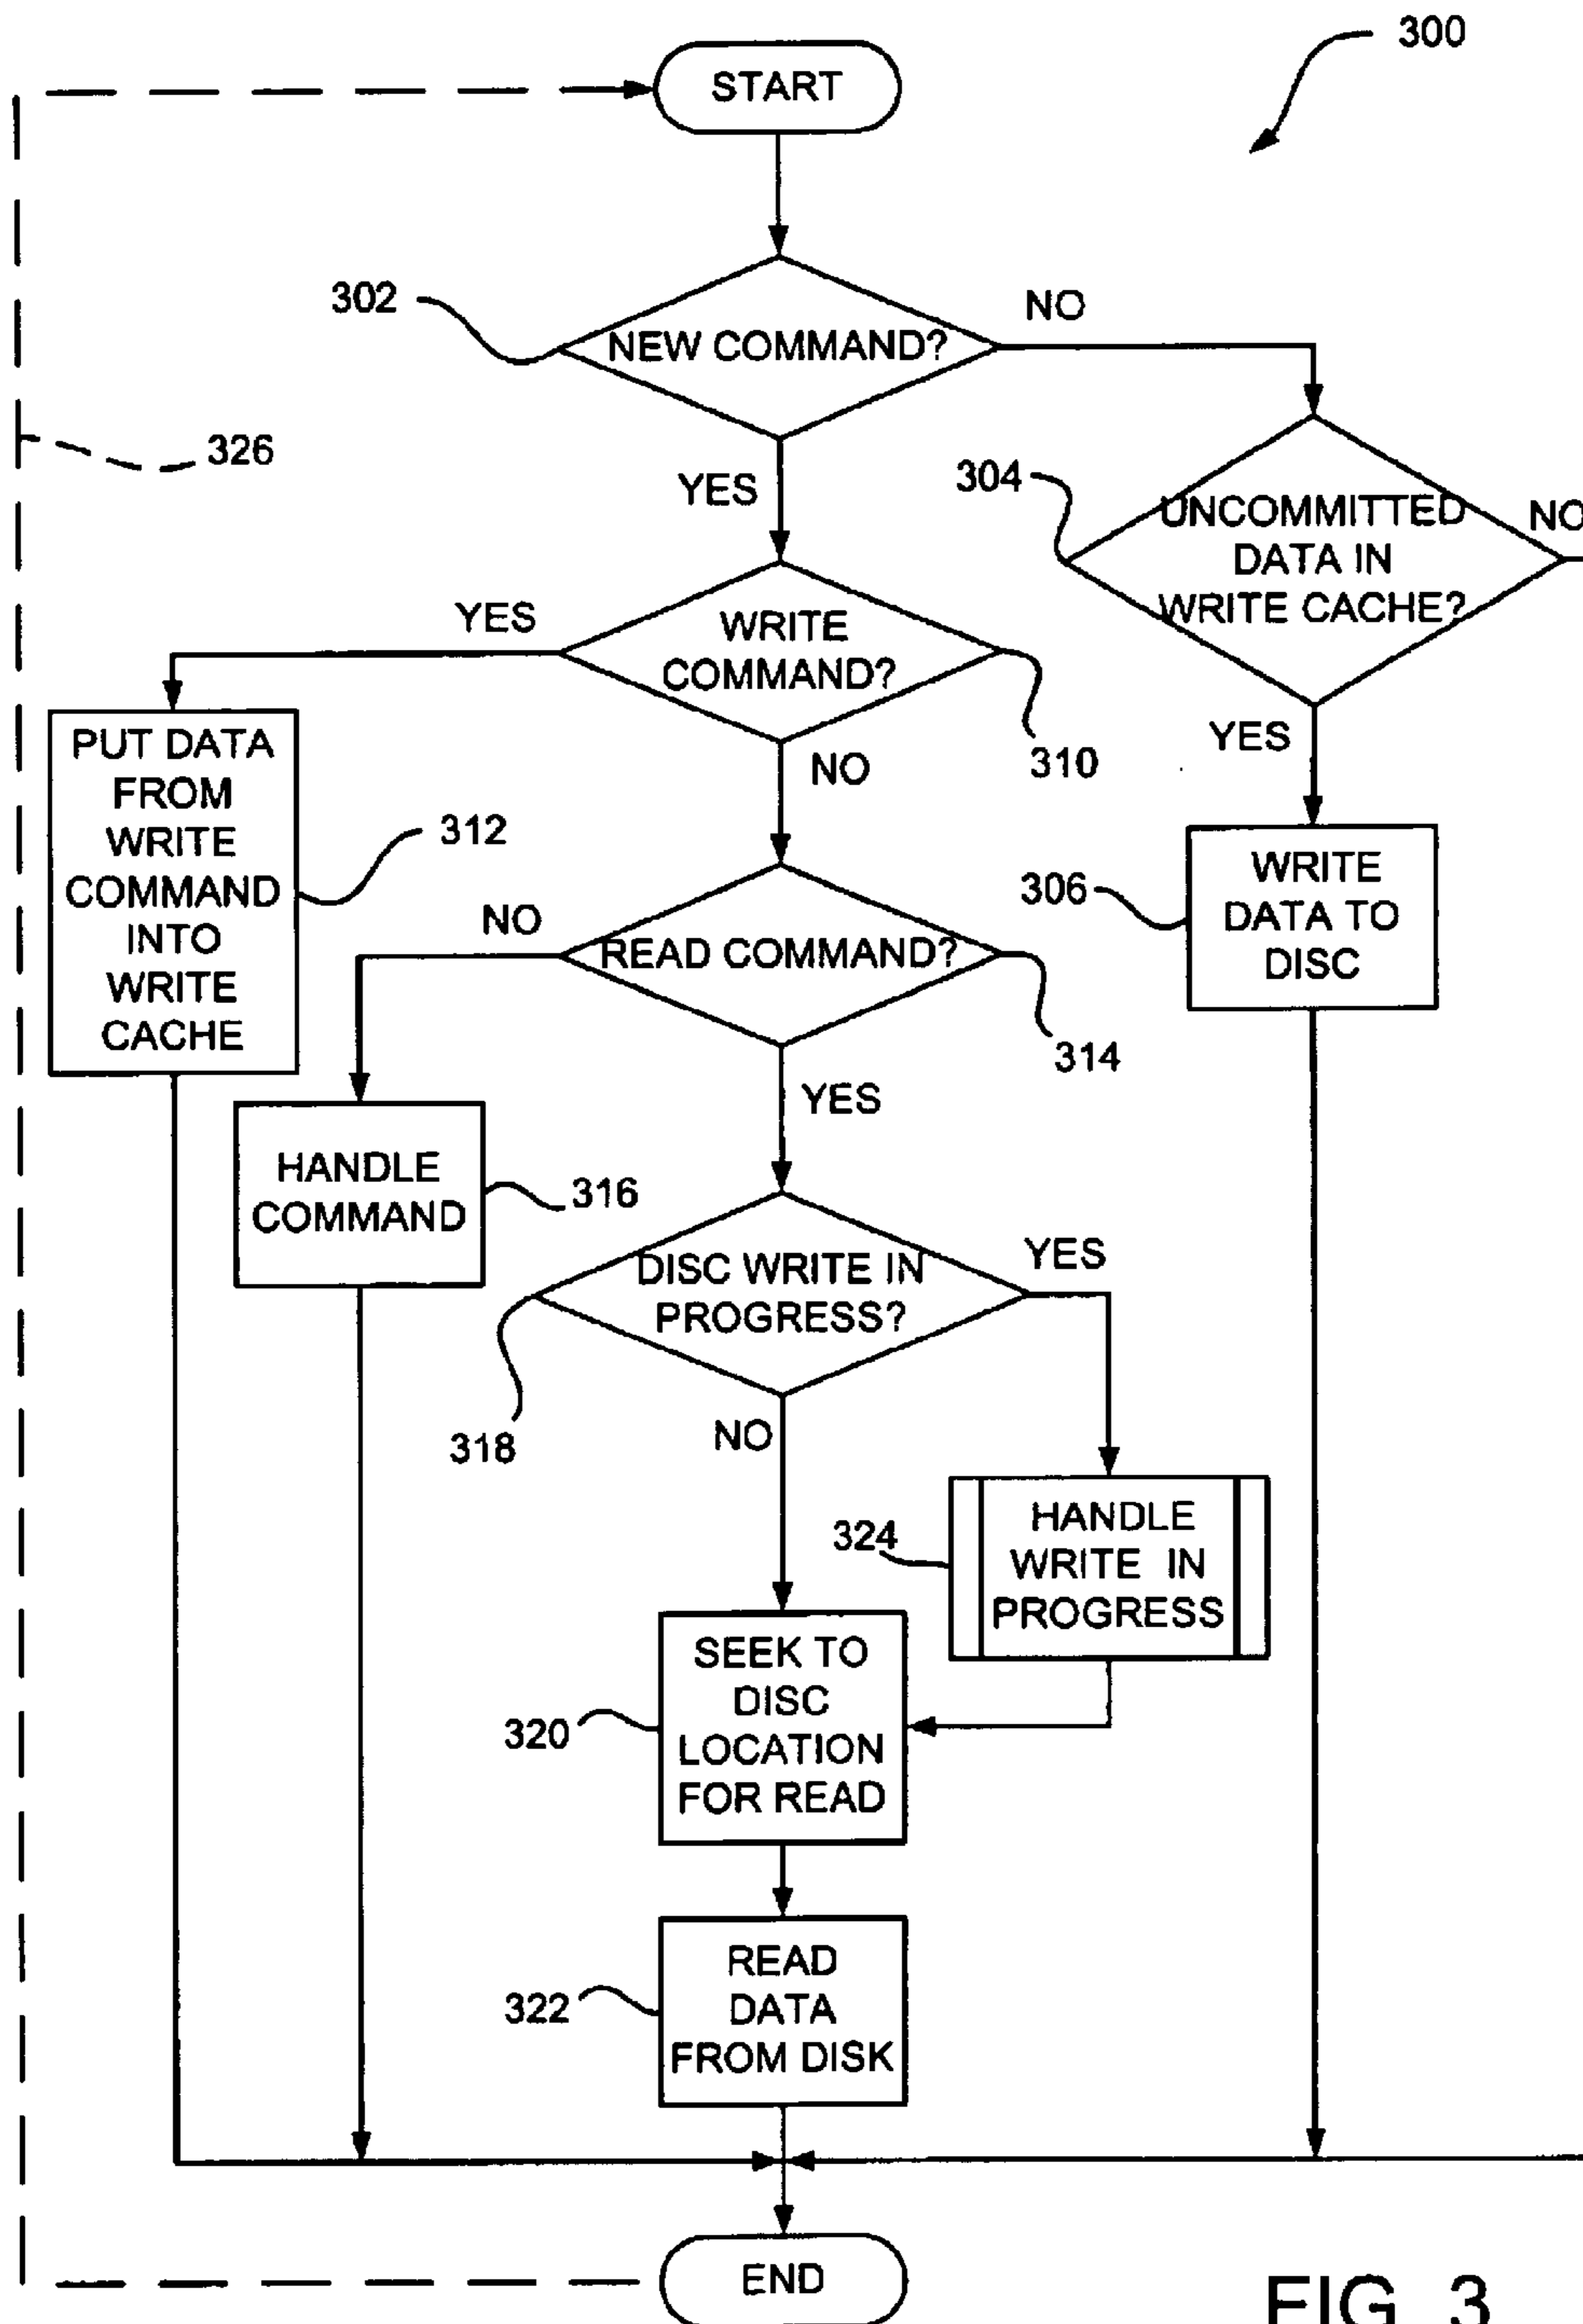 300
START
302
NEW COMMAND?
NO
326
YES
304
UNCOMMITTED
DATA IN
WRITE CACHE?
NO
YES
WRITE
COMMAND?
310
NO
YES
PUT DATA
FROM
WRITE
COMMAND
INTO
WRITE
CACHE
312
306
WRITE
DATA TO
DISC
NO
READ COMMAND?
314
YES
HANDLE
COMMAND
316
DISC WRITE IN
PROGRESS?
YES
318
NO
324
HANDLE
WRITE IN
PROGRESS
SEEK TO
DISC
LOCATION
FOR READ
320
READ
DATA
FROM DISK
322
END
FIG. 3